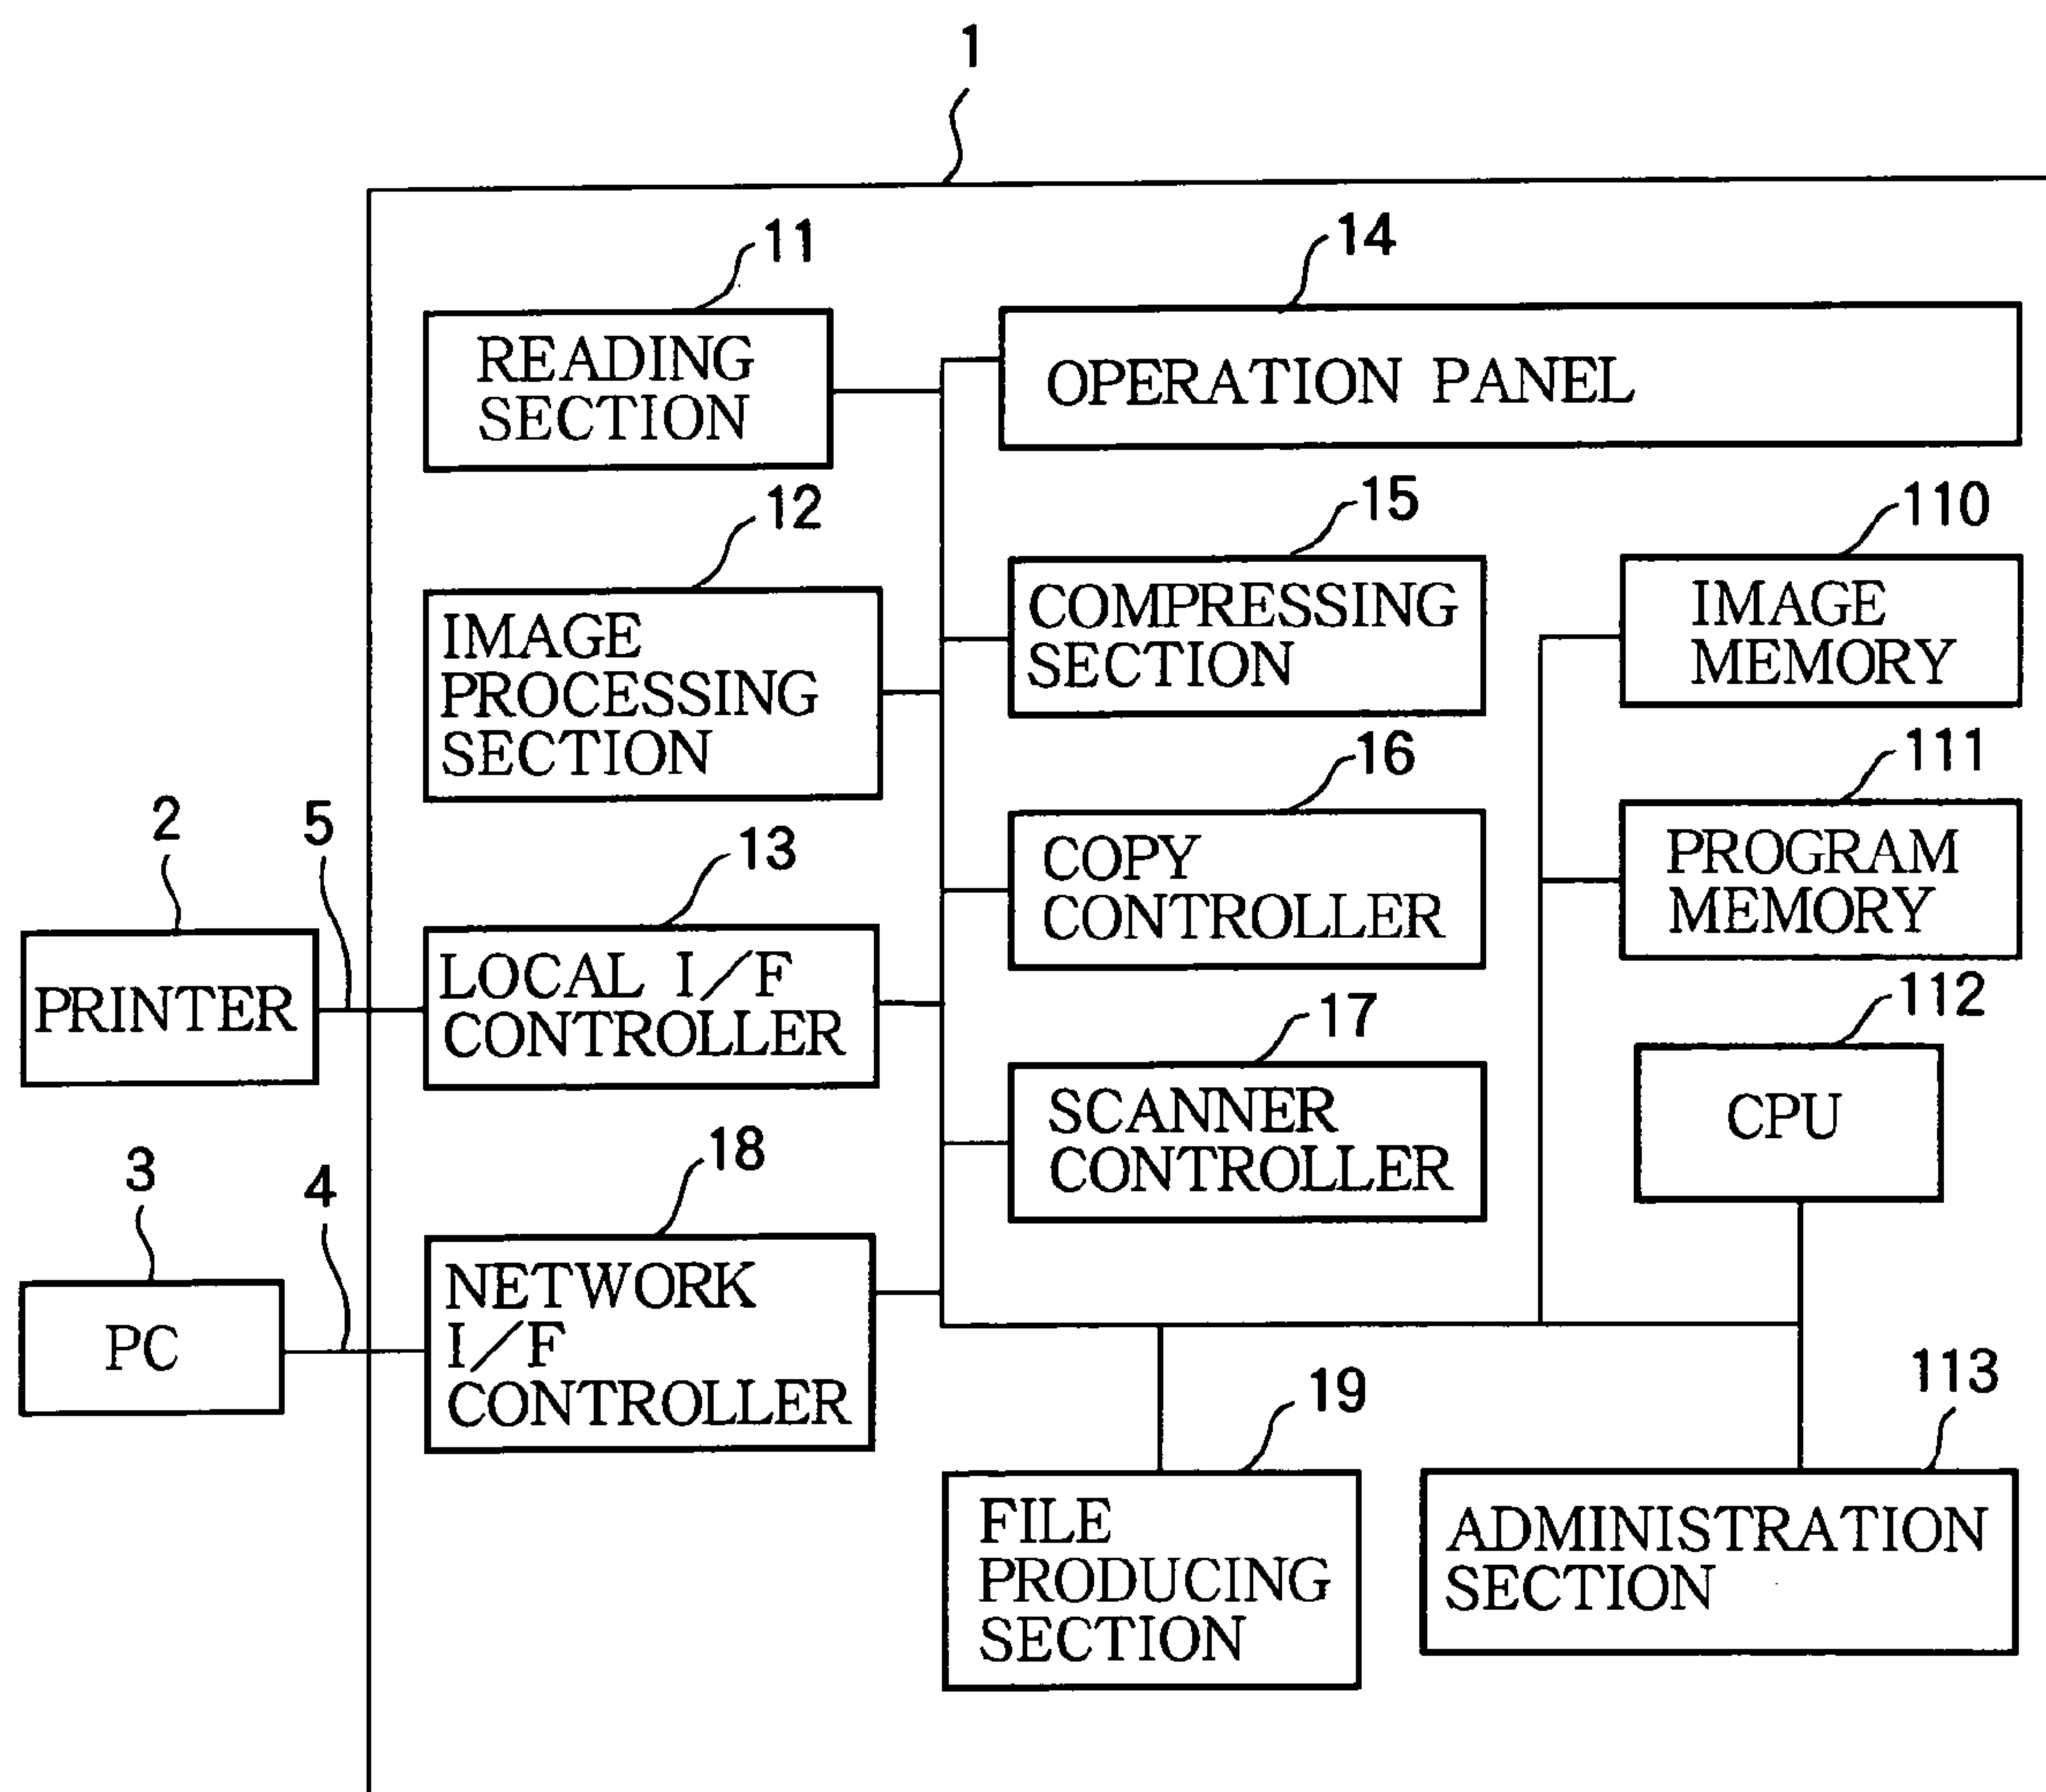 1
11
READING
SECTION
14
OPERATION PANEL
12
IMAGE
PROCESSING
SECTION
15
COMPRESSING
SECTION
110
IMAGE
MEMORY
16
COPY
CONTROLLER
111
PROGRAM
MEMORY
2
PRINTER
5
13
LOCAL I/F
CONTROLLER
17
SCANNER
CONTROLLER
112
CPU
3
PC
4
18
NETWORK
I/F
CONTROLLER
19
FILE
PRODUCING
SECTION
113
ADMINISTRATION
SECTION